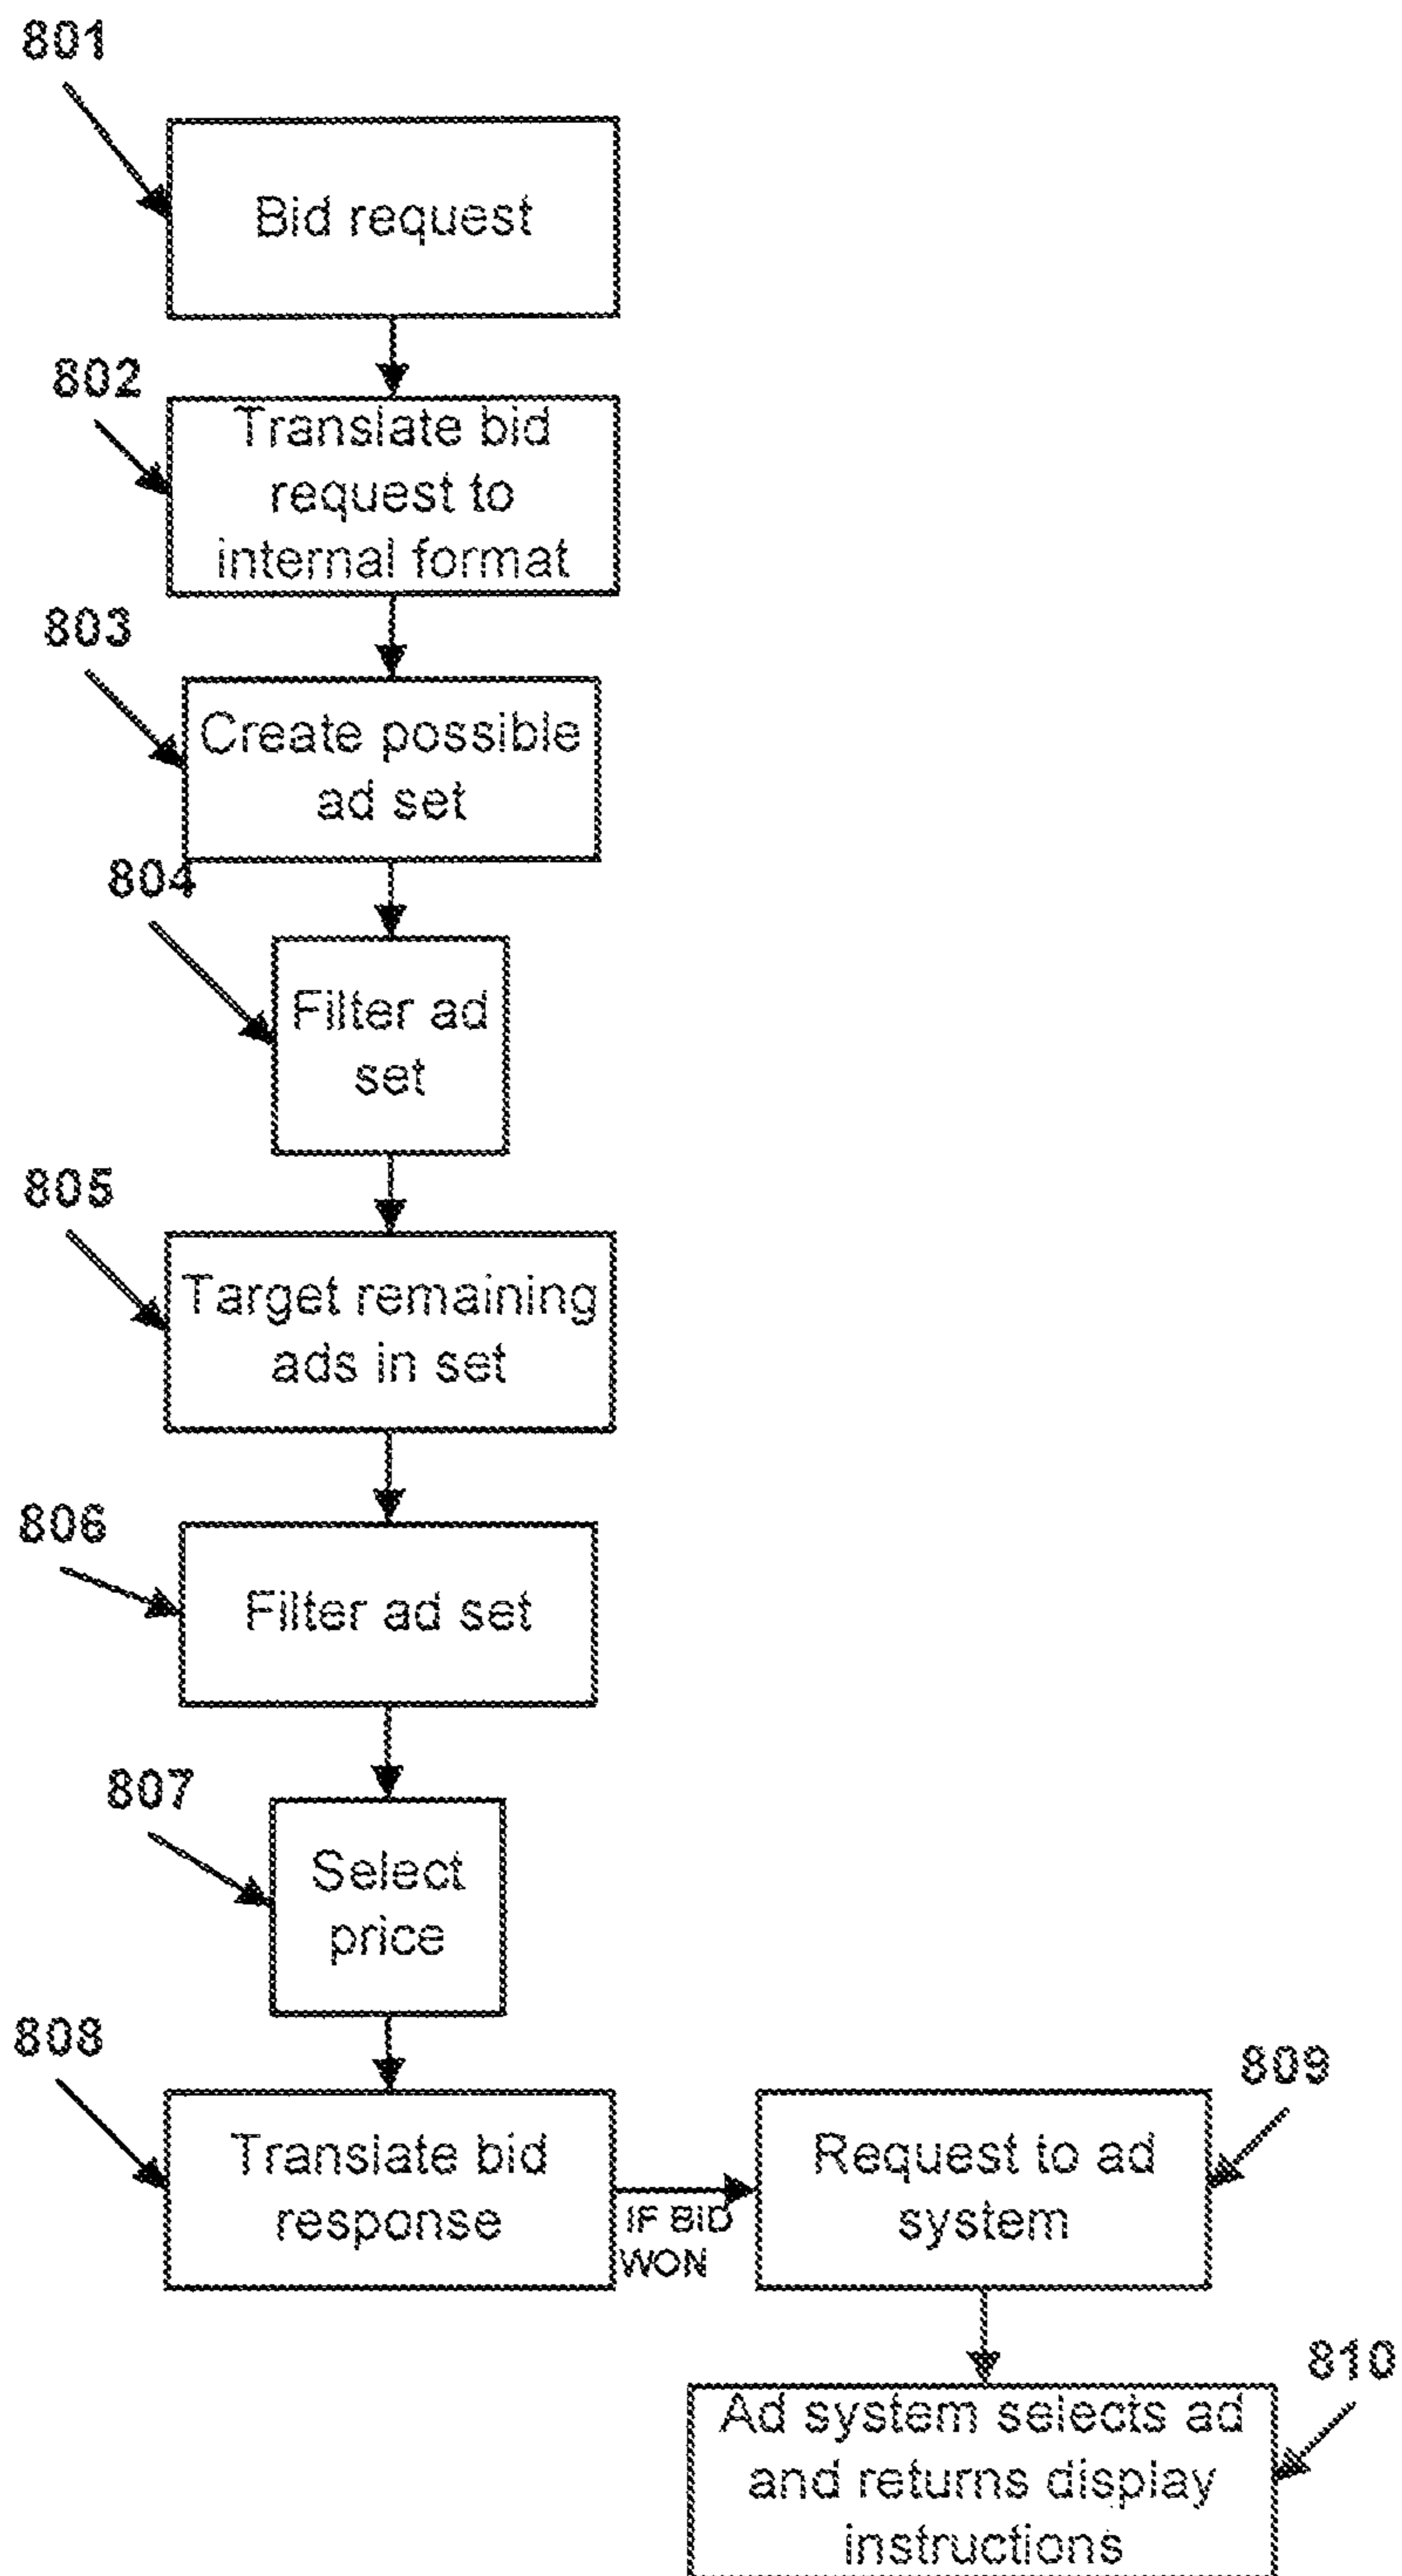 801
Bid request
802
Translate bid
request to
internal format
803
Create possible
ad set
804
Filter ad
set
805
Target remaining
ads in set
806
Filter ad set
807
Select
price
808
Translate bid
response
IF BID
WON
809
Request to ad
system
810
Ad system selects ad
and returns display
instructions